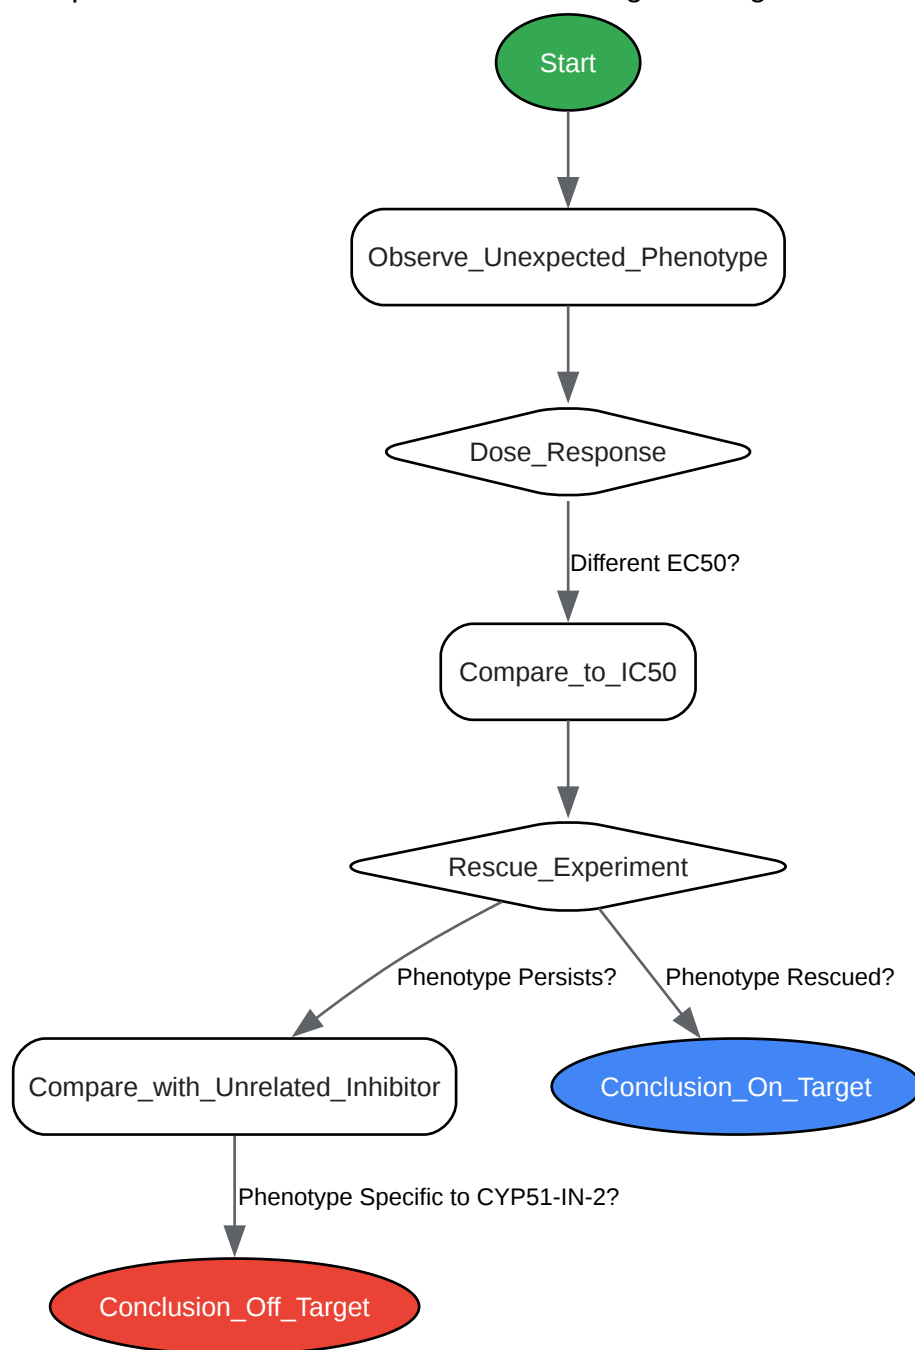 Start
Observe_Unexpected_Phenotype
Dose_Response
Different EC50?
Compare_to_IC50
Rescue_Experiment
Phenotype Persists?
Phenotype Rescued?
Compare_with_Unrelated_Inhibitor
Conclusion_On_Target
Phenotype Specific to CYP51-IN-2?
Conclusion_Off_Target